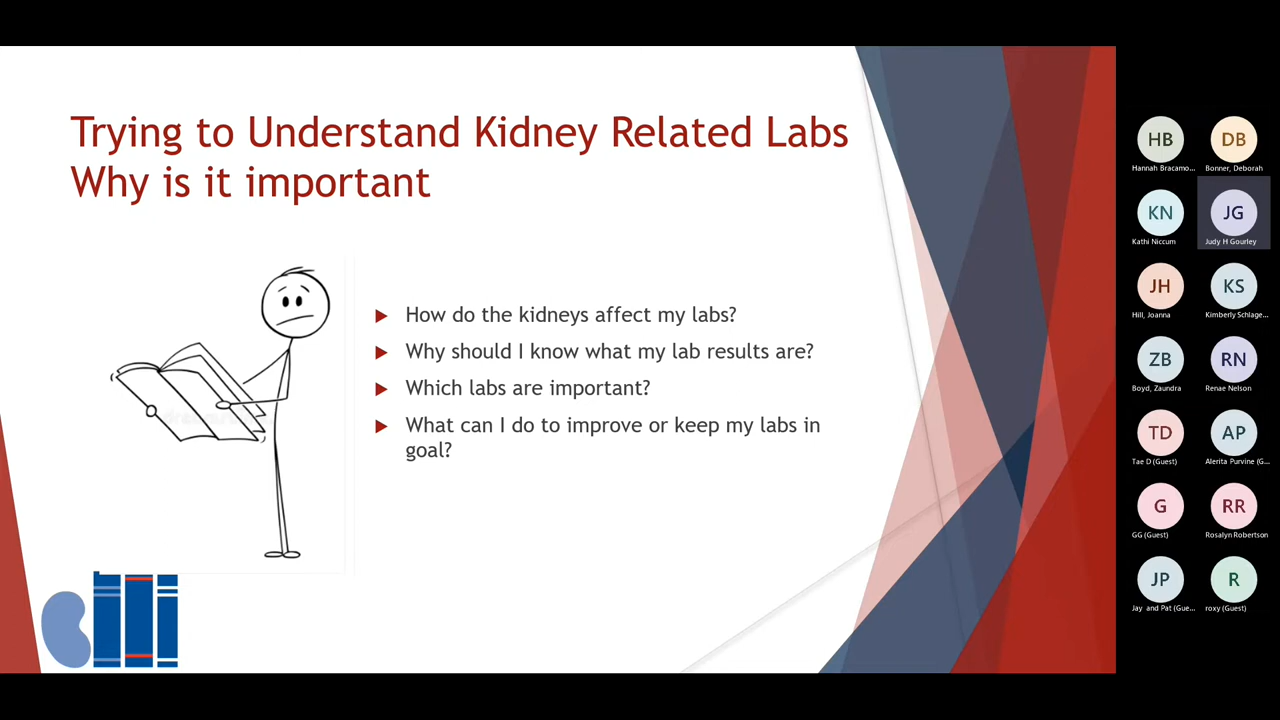 Trying to Understand Kidney Related Labs
Why is it important
How do the kidneys affect my labs?
Why should I know what my lab results are?
Which labs are important?
What can I do to improve or keep my labs in
goal?
HB
Hannah Bracamo...
DB
Bonner, Deborah
KN
Kathi Niccum
JG
Judy H Gourley
JH
Hill, Joanna
KS
Kimberly Schlage...
ZB
Boyd, Zaundra
RN
Renae Nelson
TD
Tae D (Guest)
AP
Alerita Purvine (G...
G
GG (Guest)
RR
Rosalyn Robertson
JP
Jay and Pat (Gue...
R
roxy (Guest)